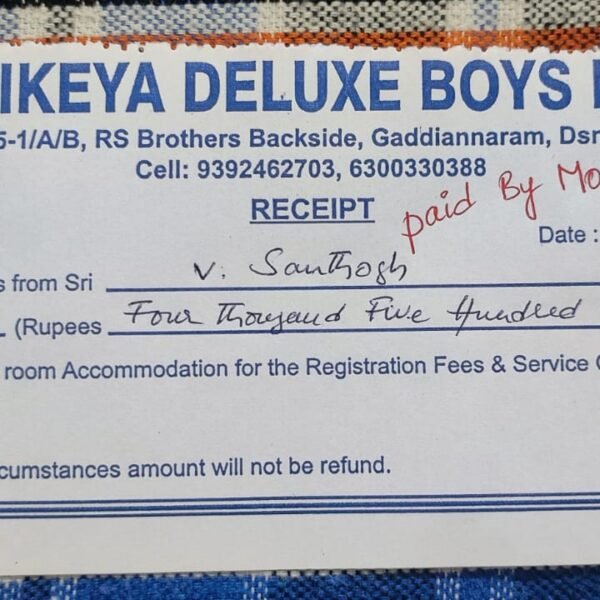 IKEYA DELUXE BOYS
5-1/A/B, RS Brothers Backside, Gaddiannaram, Dsn
Cell: 9392462703, 6300330388
RECEIPT
paid By Mo
Date :
s from Sri V. Santhosh
(Rupees Four Thousand Five Hundred
room Accommodation for the Registration Fees & Service
cumstances amount will not be refund.